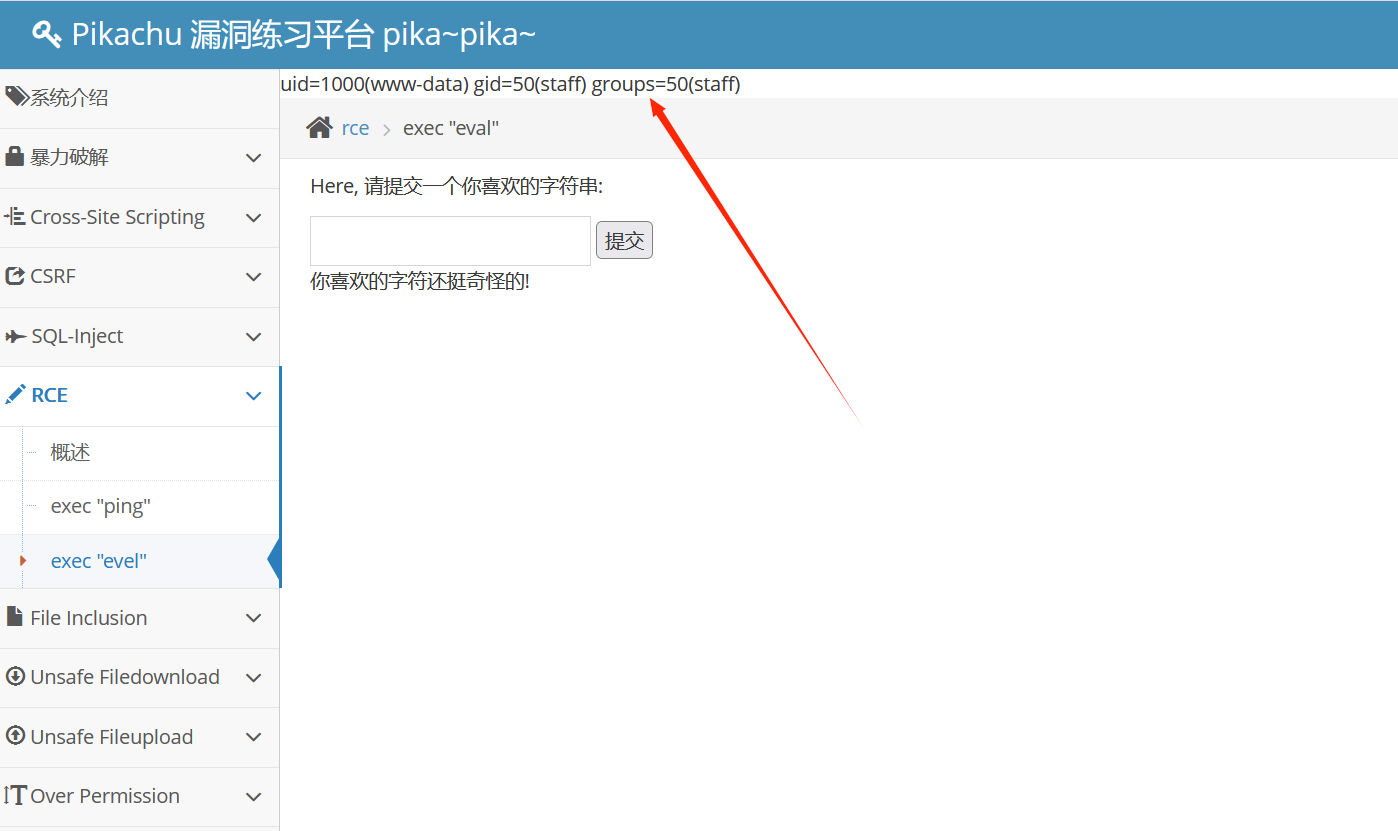 Pikachu 漏洞练习平台 pika~pika~
系统介绍
暴力破解
Cross-Site Scripting
CSRF
SQL-Inject
RCE
概述
exec "ping"
exec "evel"
File Inclusion
Unsafe Filedownload
Unsafe Fileupload
Over Permission
uid=1000(www-data) gid=50(staff) groups=50(staff)
rce > exec "eval"
Here, 请提交一个你喜欢的字符串:
提交
你喜欢的字符还挺奇怪的!